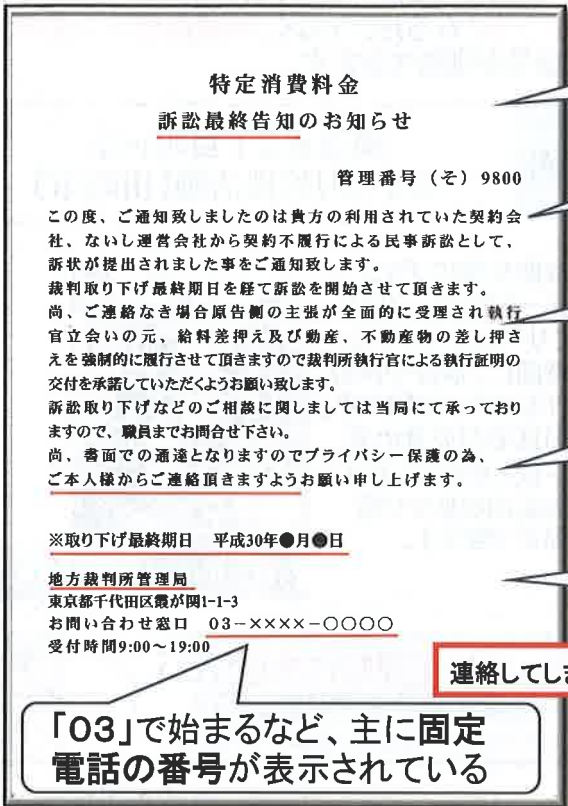 特定消費料金
訴訟最終告知のお知らせ
管理番号（そ）9800
この度、ご通知致しましたのは貴方の利用されていた契約会
社、ないし運営会社から契約不履行による民事訴訟として、
訴状が提出されました事をご通知致します。
裁判取り下げ最終期日を経て訴訟を開始させて頂きます。
尚、ご連絡なき場合原告側の主張が全面的に受理され執行
官立会いの元、給料差押え及び動産、不動産物の差し押さ
えを強制的に履行させて頂きますので裁判所執行官による執行証明の
交付を承諾していただくようお願い致します。
訴訟取り下げなどのご相談に関しましては当局にて承っており
ますので、職員までお問合せ下さい。
尚、書面での通達となりますのでプライバシー保護の為、
ご本人様からご連絡頂きますようお願い申し上げます。
※取り下げ最終期日　平成30年●月●日
地方裁判所管理局
東京都千代田区霞が関1-1-3
お問い合わせ窓口　03-××××-〇〇〇〇
受付時間9:00～19:00
連絡してしま
「03」で始まるなど、主に固定
電話の番号が表示されている